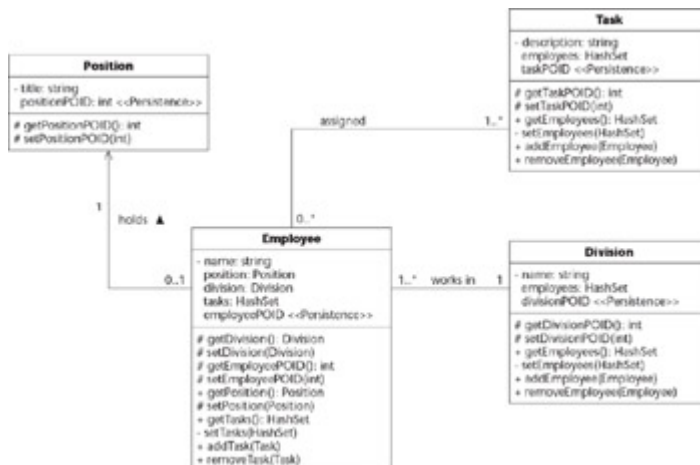 Position
- title: string
positionPOID: int <<Persistence>>
# getPositionPOID(): int
# setPositionPOID(int)
Task
- description: string
employees: HashSet
taskPOID <<Persistence>>
# getTaskPOID(): int
# setTaskPOID(int)
+ getEmployees(): HashSet
- setEmployees(HashSet)
+ addEmployee(Employee)
+ removeEmployee(Employee)
assigned
1..*
0..*
1
holds ▲
0..1
Employee
- name: string
position: Position
division: Division
tasks: HashSet
employeePOID <<Persistence>>
# getDivision(): Division
# setDivision(Division)
# getEmployeePOID(): int
# setEmployeePOID(int)
+ getPosition(): Position
# setPosition(Position)
+ getTasks(): HashSet
- setTasks(HashSet)
+ addTask(Task)
+ removeTask(Task)
1..* works in 1
Division
- name: string
employees: HashSet
divisionPOID <<Persistence>>
# getDivisionPOID(): int
# setDivisionPOID(int)
+ getEmployees(): HashSet
- setEmployees(HashSet)
+ addEmployee(Employee)
+ removeEmployee(Employee)